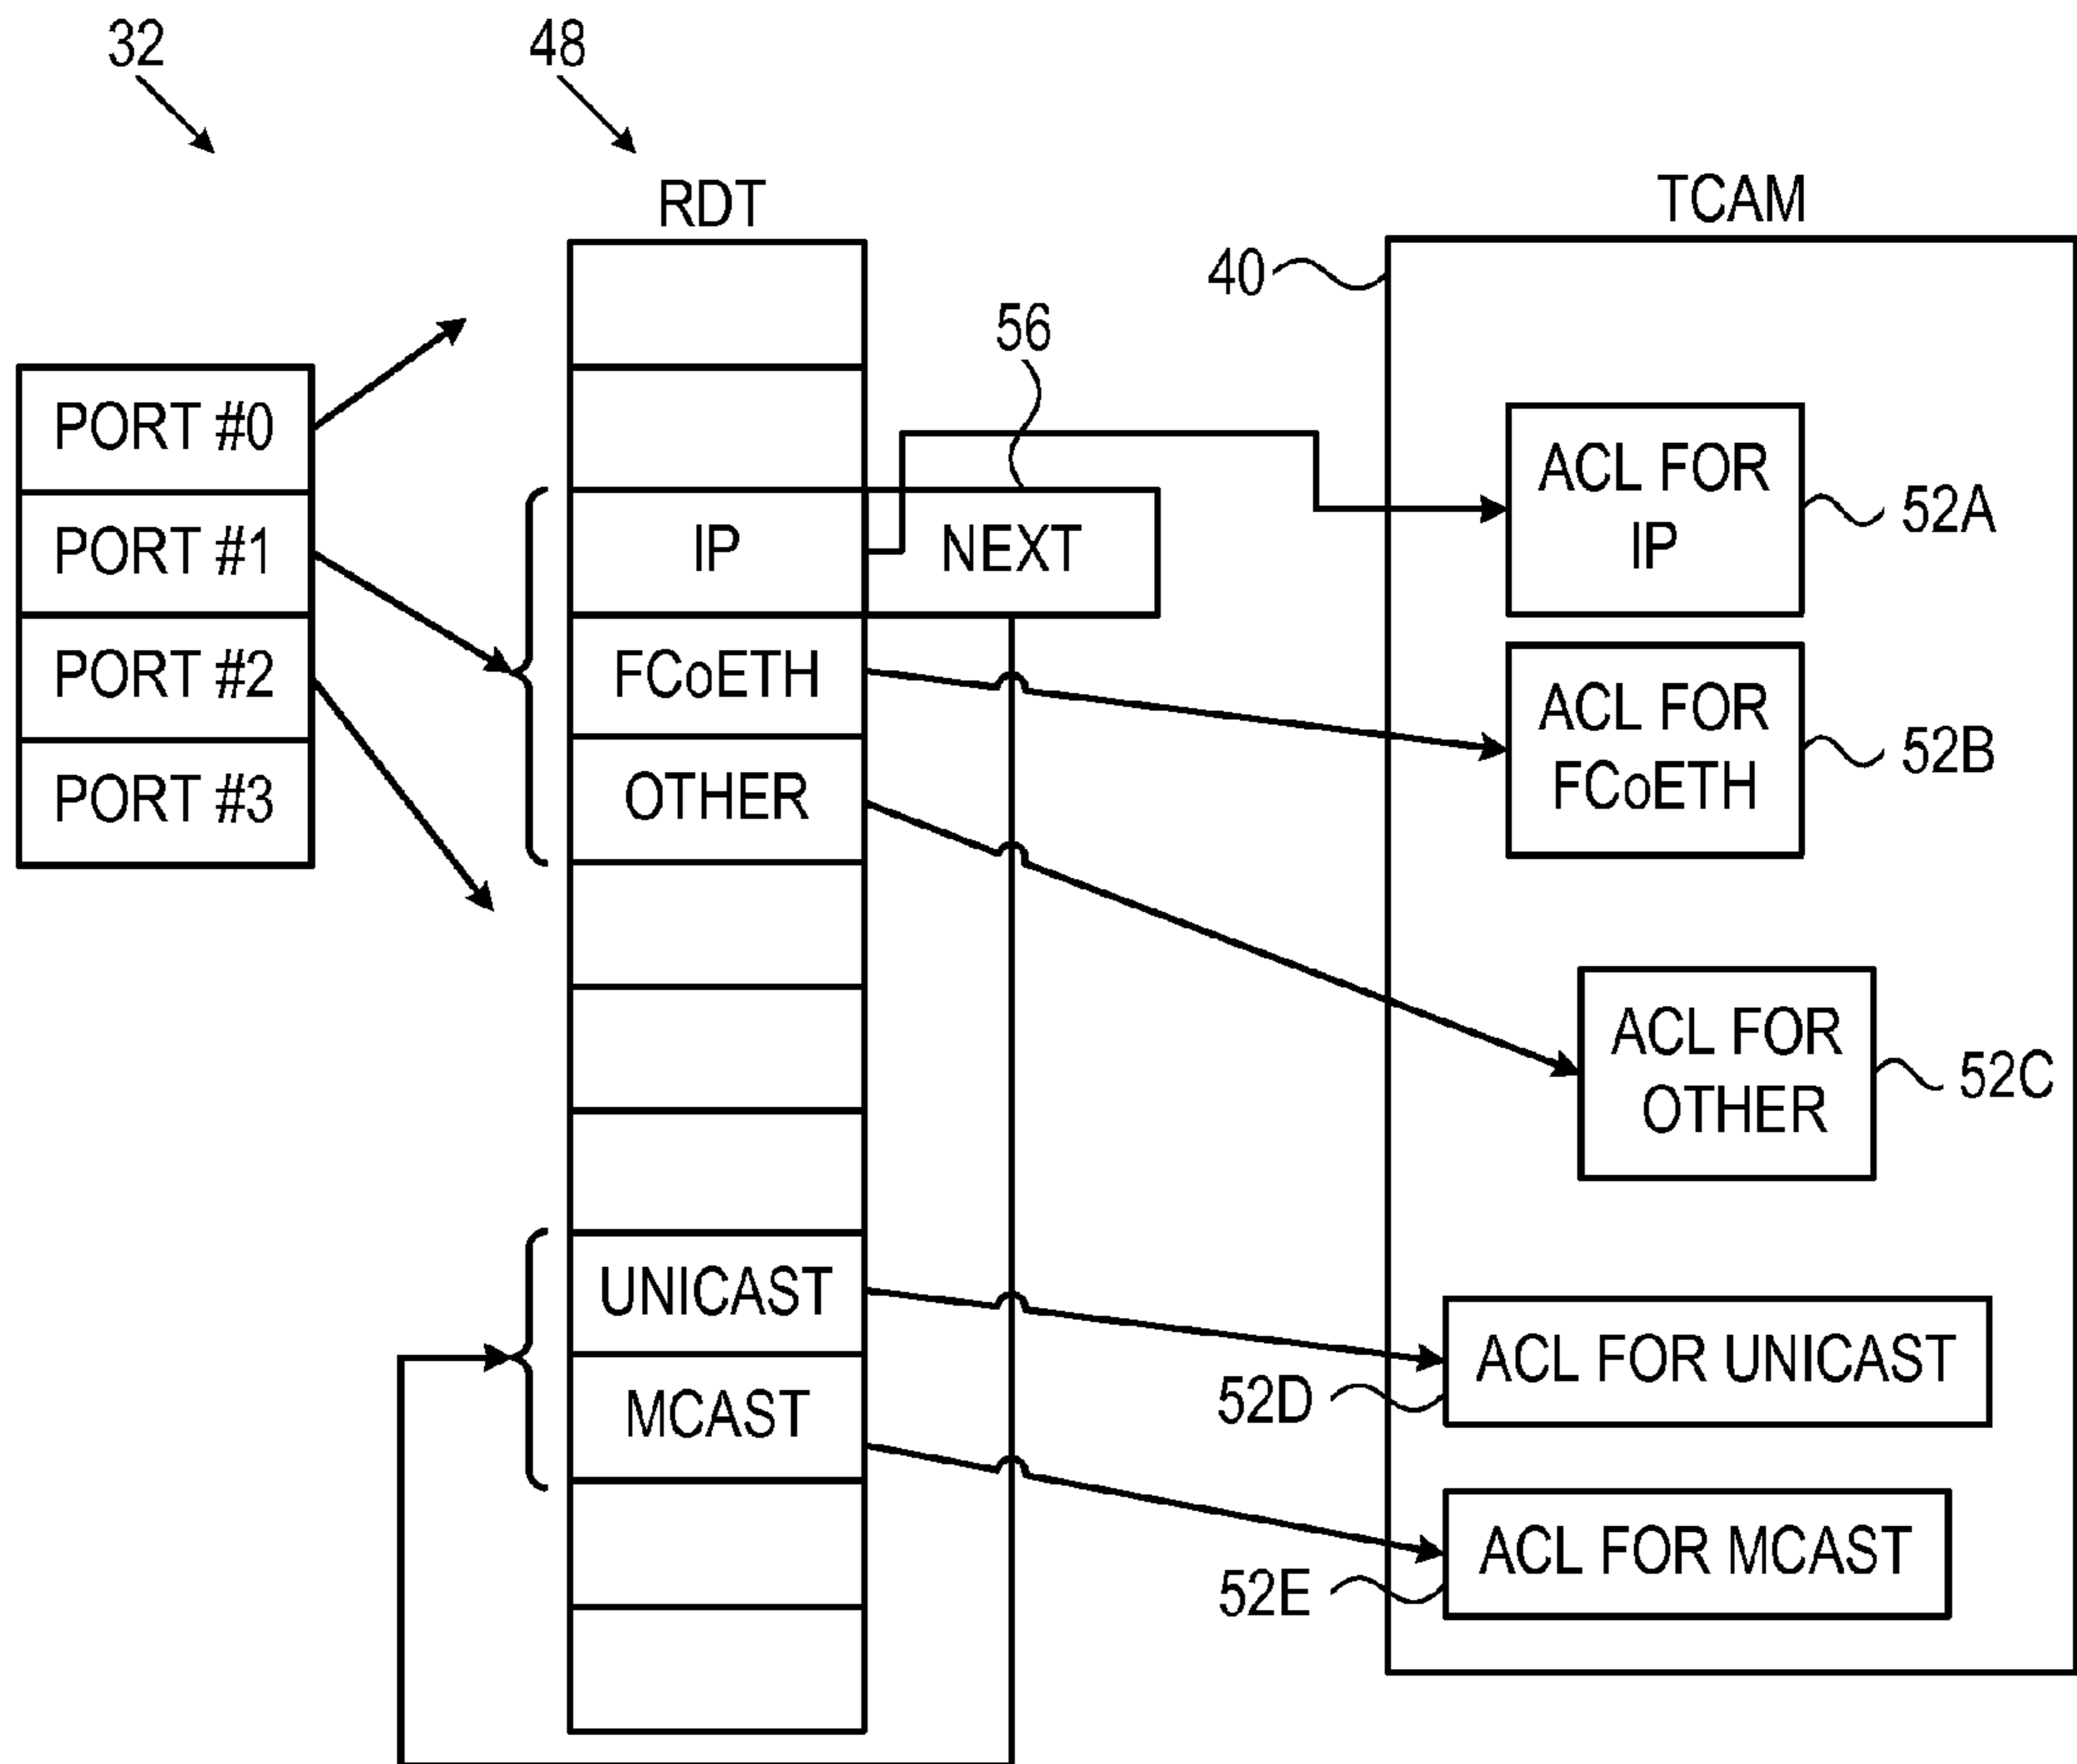 32
48
RDT
TCAM
40
56
PORT #0
PORT #1
PORT #2
PORT #3
IP
NEXT
FCoETH
OTHER
UNICAST
MCAST
ACL FOR
IP
52A
ACL FOR
FCoETH
52B
ACL FOR
OTHER
52C
ACL FOR UNICAST
52D
ACL FOR MCAST
52E